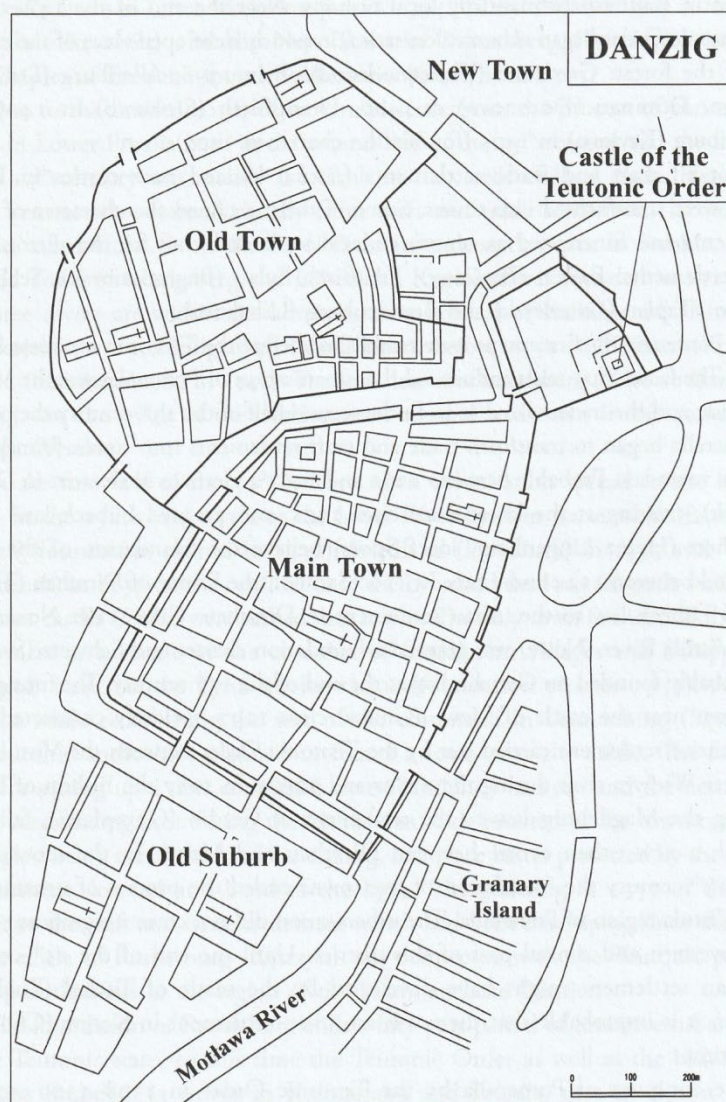 DANZIG
New Town
Castle of the
Teutonic Order
Old Town
Main Town
Old Suburb
Granary
Island
Motlawa River
0 100 200m